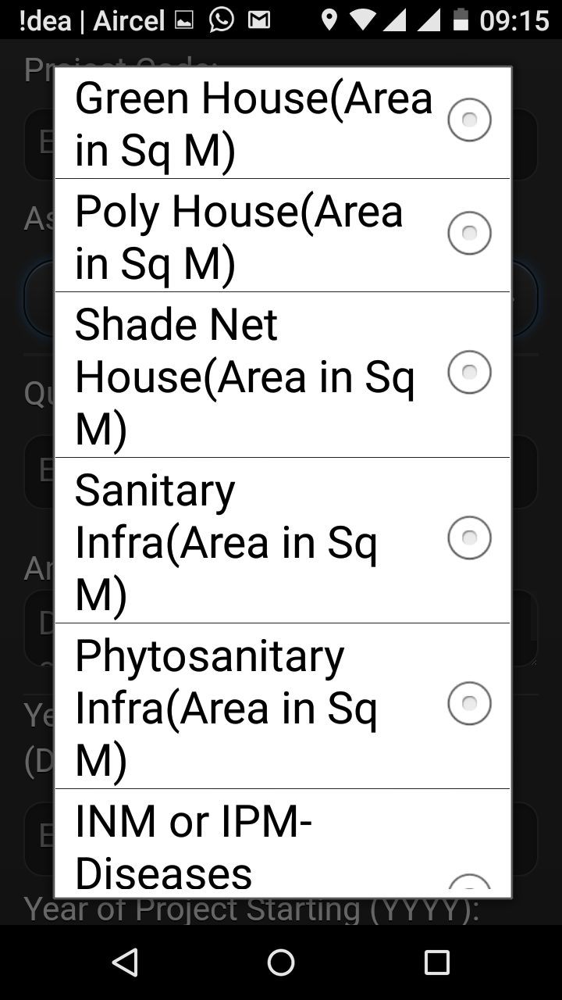 !dea | Aircel 09:15
Green House(Area
in Sq M)
Poly House(Area
in Sq M)
Shade Net
House(Area in Sq
M)
Sanitary
Infra(Area in Sq
M)
Phytosanitary
Infra(Area in Sq
M)
INM or IPM-
Diseases
Year of Project Starting (YYYY):